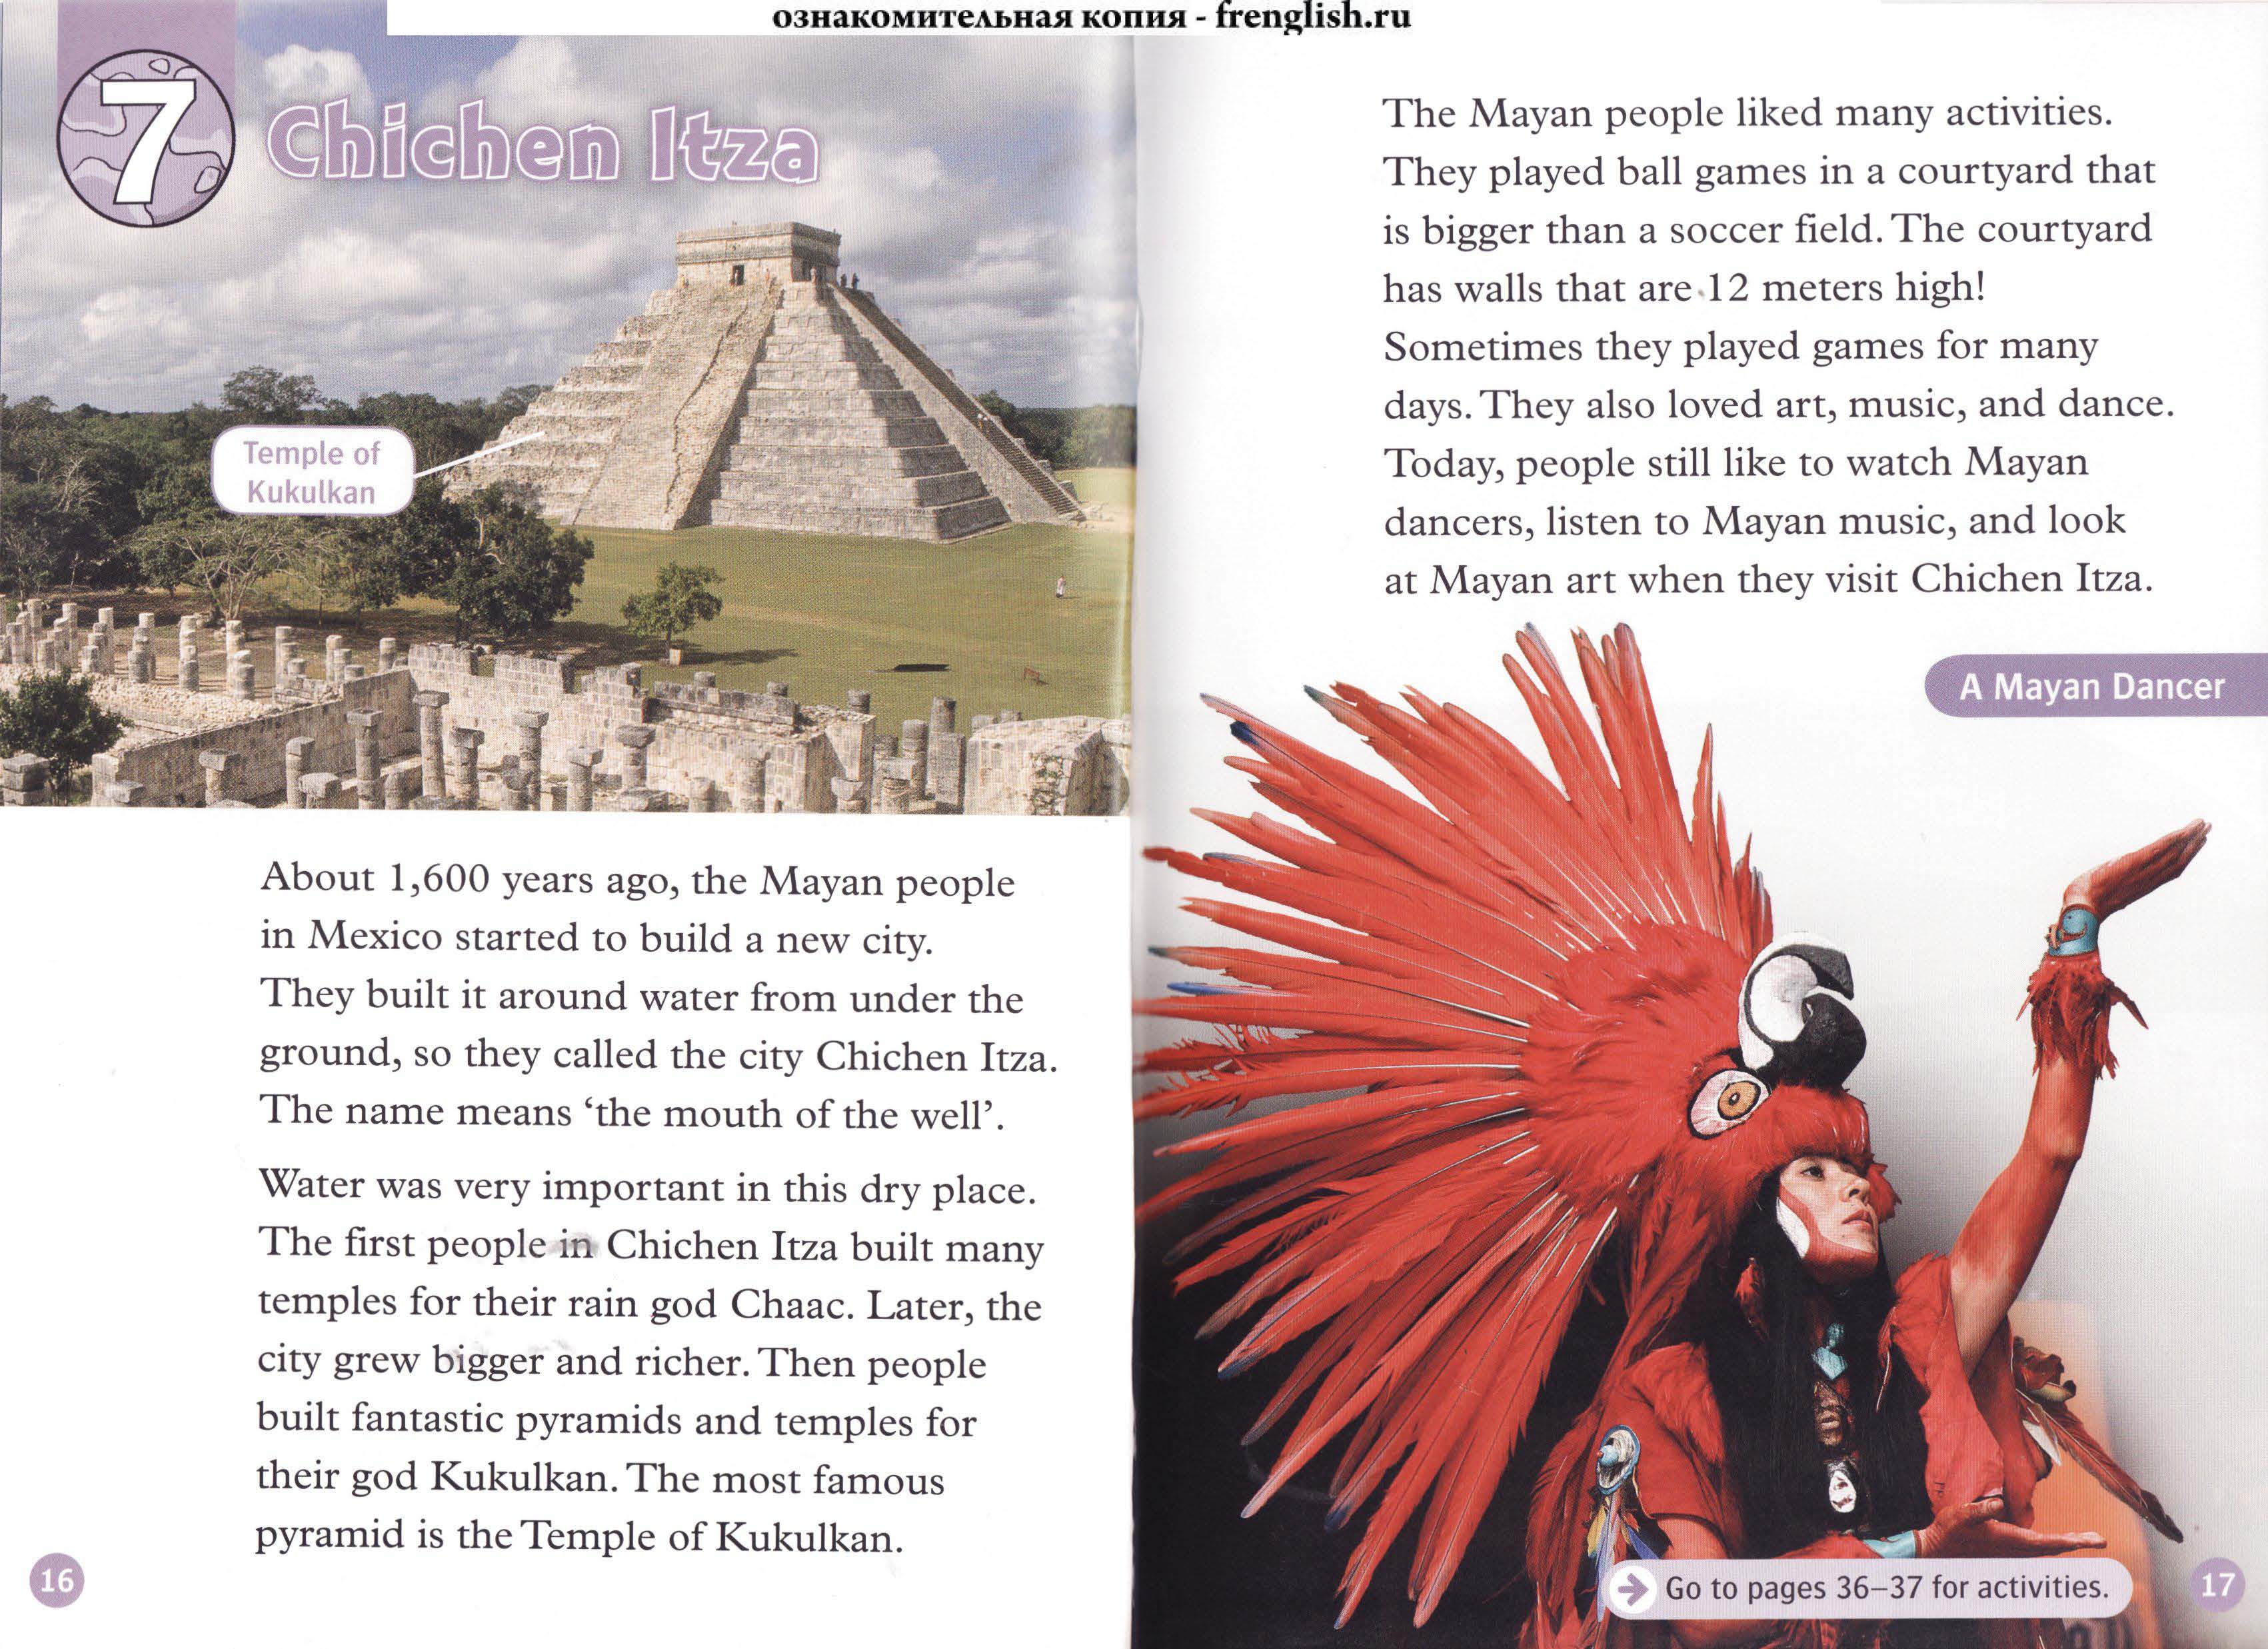 ознакомительная копия - frenglish.ru
7
Chichen Itza
Temple of
Kukulkan
About 1,600 years ago, the Mayan people
in Mexico started to build a new city.
They built it around water from under the
ground, so they called the city Chichen Itza.
The name means ‘the mouth of the well’.
Water was very important in this dry place.
The first people in Chichen Itza built many
temples for their rain god Chaac. Later, the
city grew bigger and richer. Then people
built fantastic pyramids and temples for
their god Kukulkan. The most famous
pyramid is the Temple of Kukulkan.
16
The Mayan people liked many activities.
They played ball games in a courtyard that
is bigger than a soccer field. The courtyard
has walls that are 12 meters high!
Sometimes they played games for many
days. They also loved art, music, and dance.
Today, people still like to watch Mayan
dancers, listen to Mayan music, and look
at Mayan art when they visit Chichen Itza.
A Mayan Dancer
Go to pages 36–37 for activities.
17